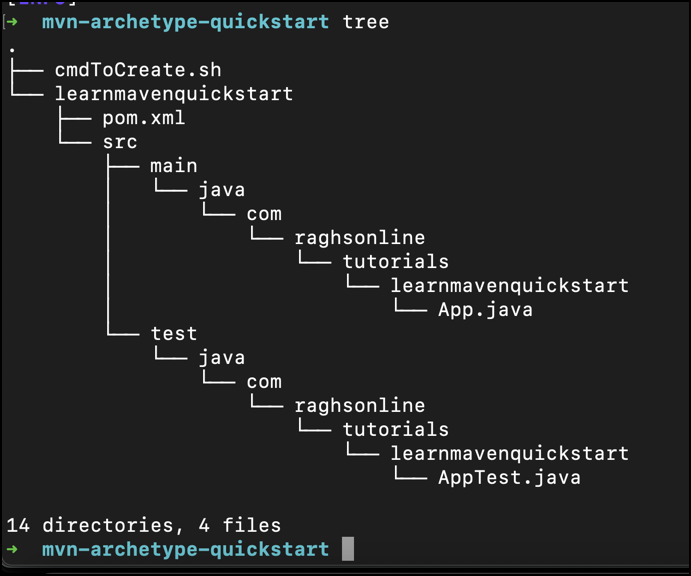 ➜ mvn-archetype-quickstart tree
.
├── cmdToCreate.sh
└── learnmavenquickstart
    ├── pom.xml
    └── src
        ├── main
        │   └── java
        │       └── com
        │           └── raghsonline
        │               └── tutorials
        │                   └── learnmavenquickstart
        │                       └── App.java
        └── test
            └── java
                └── com
                    └── raghsonline
                        └── tutorials
                            └── learnmavenquickstart
                                └── AppTest.java

14 directories, 4 files
➜ mvn-archetype-quickstart